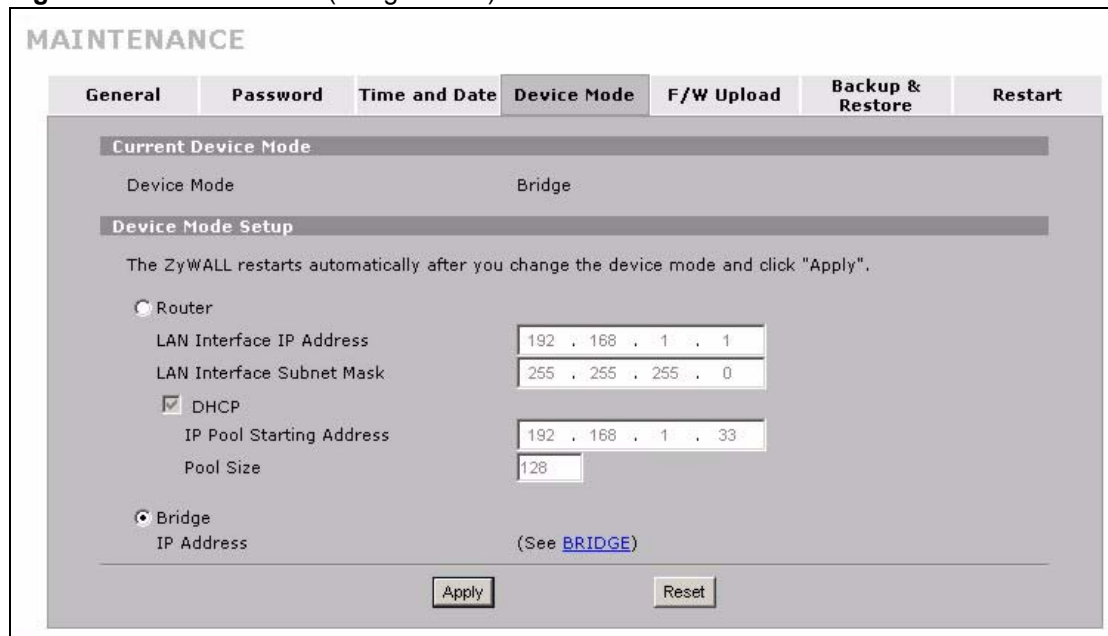 MAINTENANCE
General Password Time and Date Device Mode F/W Upload Backup & Restore Restart
Current Device Mode
Device Mode Bridge
Device Mode Setup
The ZyWALL restarts automatically after you change the device mode and click "Apply".
Router
LAN Interface IP Address 192 . 168 . 1 . 1
LAN Interface Subnet Mask 255 . 255 . 255 . 0
DHCP
IP Pool Starting Address 192 . 168 . 1 . 33
Pool Size 128
Bridge
IP Address (See BRIDGE)
Apply Reset